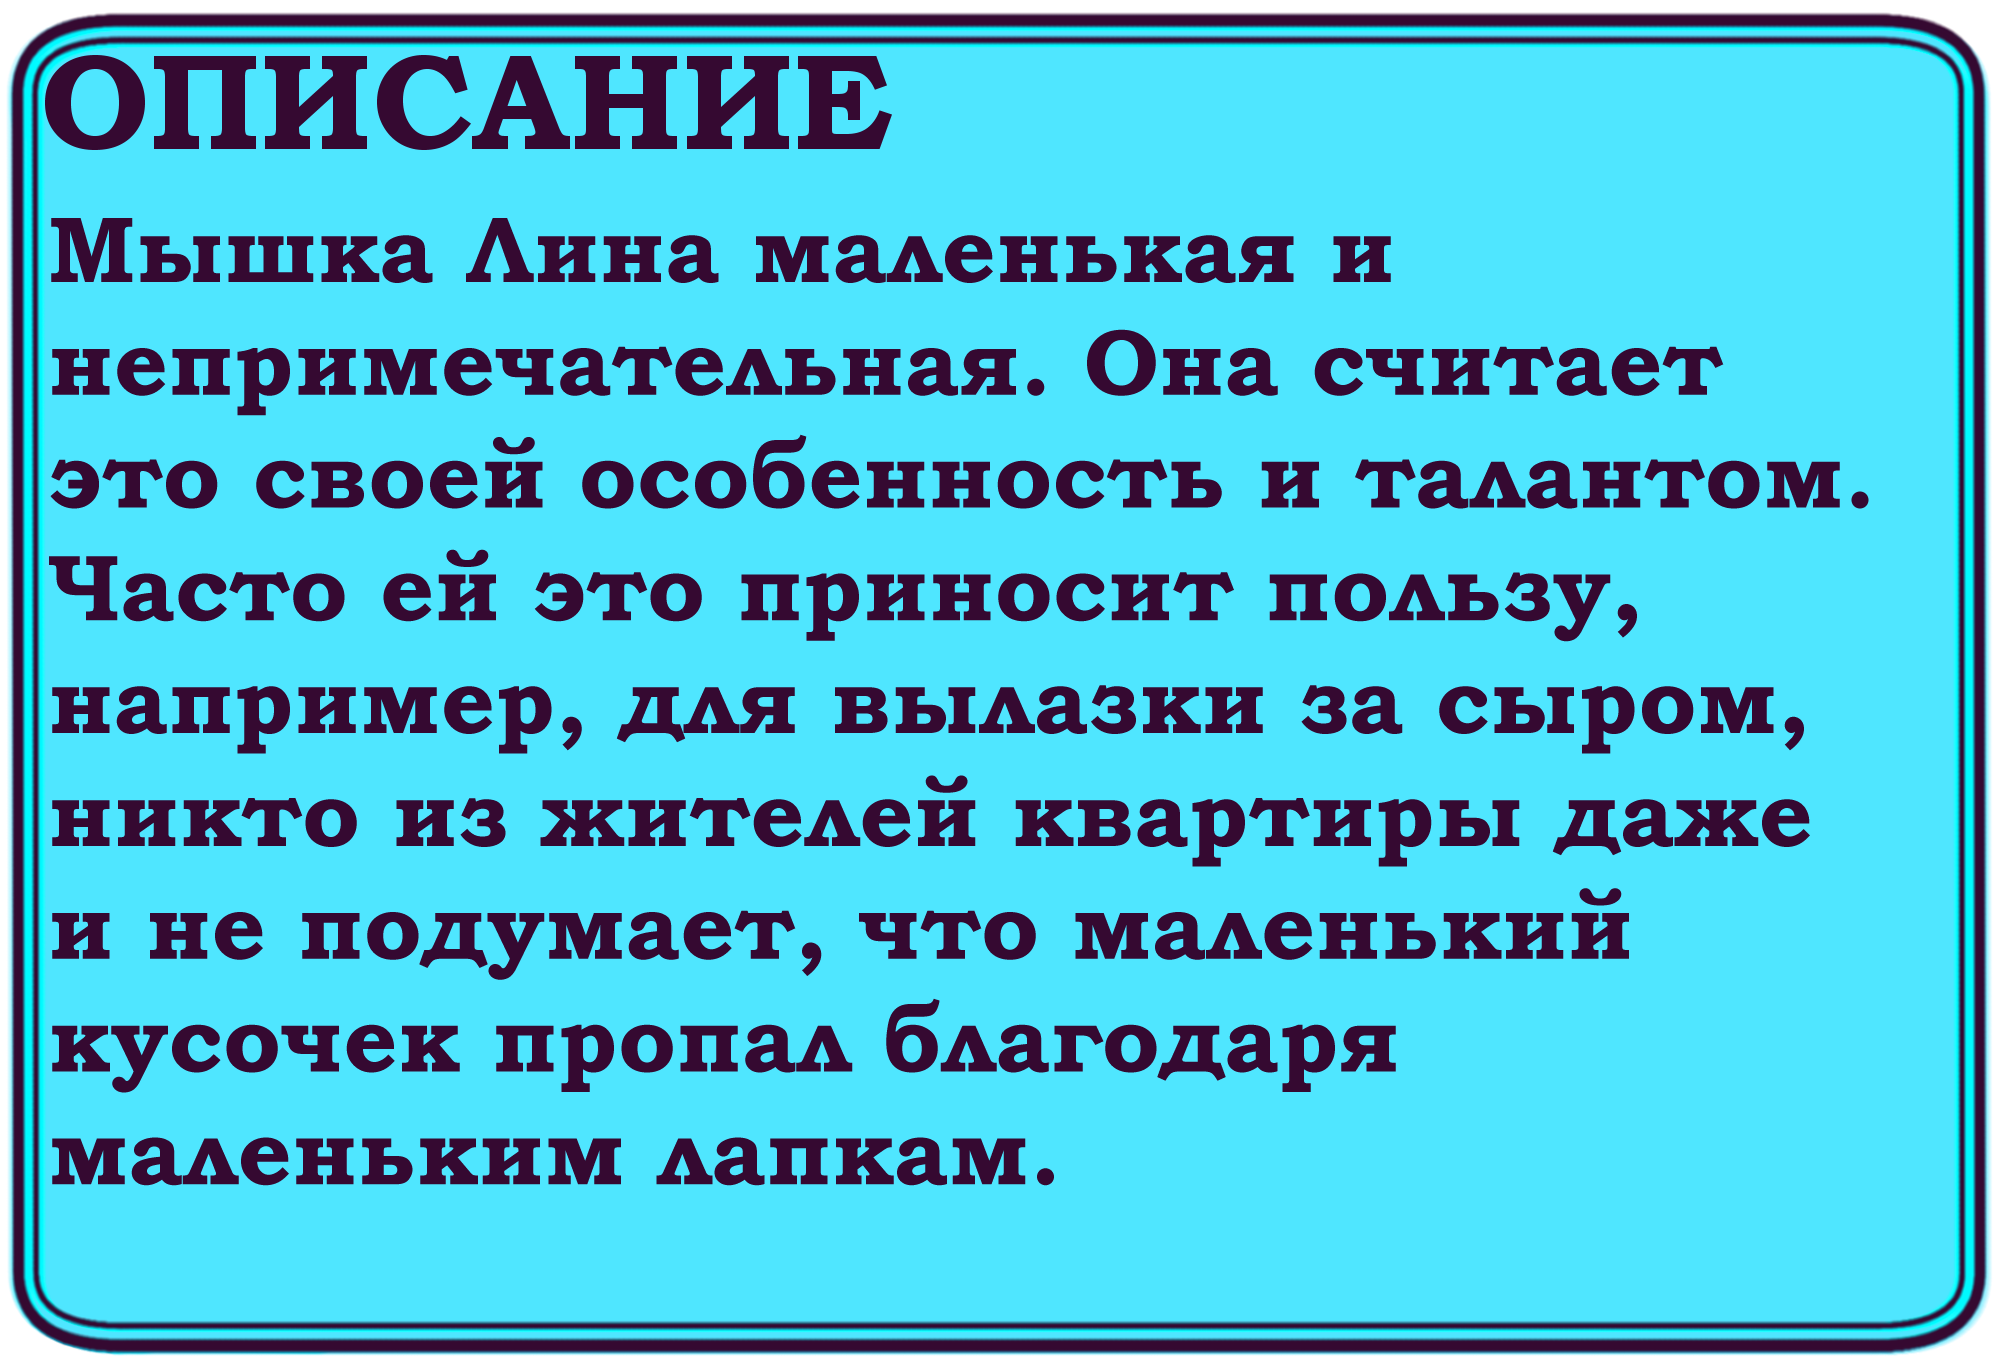 ОПИСАНИЕ
Мышка Лина маленькая и
непримечательная. Она считает
это своей особенность и талантом.
Часто ей это приносит пользу,
например, для вылазки за сыром,
никто из жителей квартиры даже
и не подумает, что маленький
кусочек пропал благодаря
маленьким лапкам.